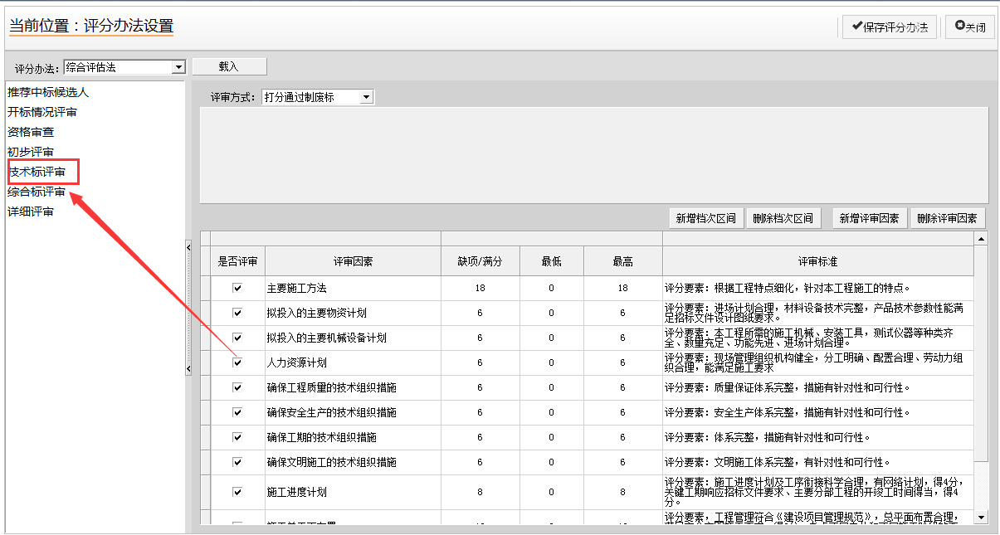 当前位置：评分办法设置
保存评分办法
关闭
评分办法：
综合评估法
载入
推荐中标候选人
开标情况评审
资格审查
初步评审
技术标评审
综合标评审
详细评审
评审方式：
打分通过制废标
新增档次区间
删除档次区间
新增评审因素
删除评审因素
是否评审
评审因素
缺项/满分
最低
最高
评审标准
主要施工方法
18
0
18
评分要素：根据工程特点细化，针对本工程施工的特点。
拟投入的主要物资计划
6
0
6
评分要素：进场计划合理，材料设备技术完整，产品技术参数性能满
足招标文件设计图纸要求。
拟投入的主要机械设备计划
6
0
6
评分要素：本工程所需的施工机械、安装工具，测试仪器等种类齐
全、数量充足、功能先进、进场计划合理。
人力资源计划
6
0
6
评分要素：现场管理组织机构健全，分工明确、配置合理、劳动力组
织合理，能满足施工要求
确保工程质量的技术组织措施
6
0
6
评分要素：质量保证体系完整，措施有针对性和可行性。
确保安全生产的技术组织措施
6
0
6
评分要素：安全生产体系完整，措施有针对性和可行性。
确保工期的技术组织措施
6
0
6
评分要素：体系完整，措施有针对性和可行性。
确保文明施工的技术组织措施
6
0
6
评分要素：文明施工体系完整，有针对性和可行性。
施工进度计划
8
0
8
评分要素：施工进度计划及工序衔接科学合理，有网络计划，得4分，
关键工期响应招标文件要求、主要分部工程的开竣工时间得当，得4
分。
评分要素，工程管理符合《建设项目管理规范》，总平面布置合理，